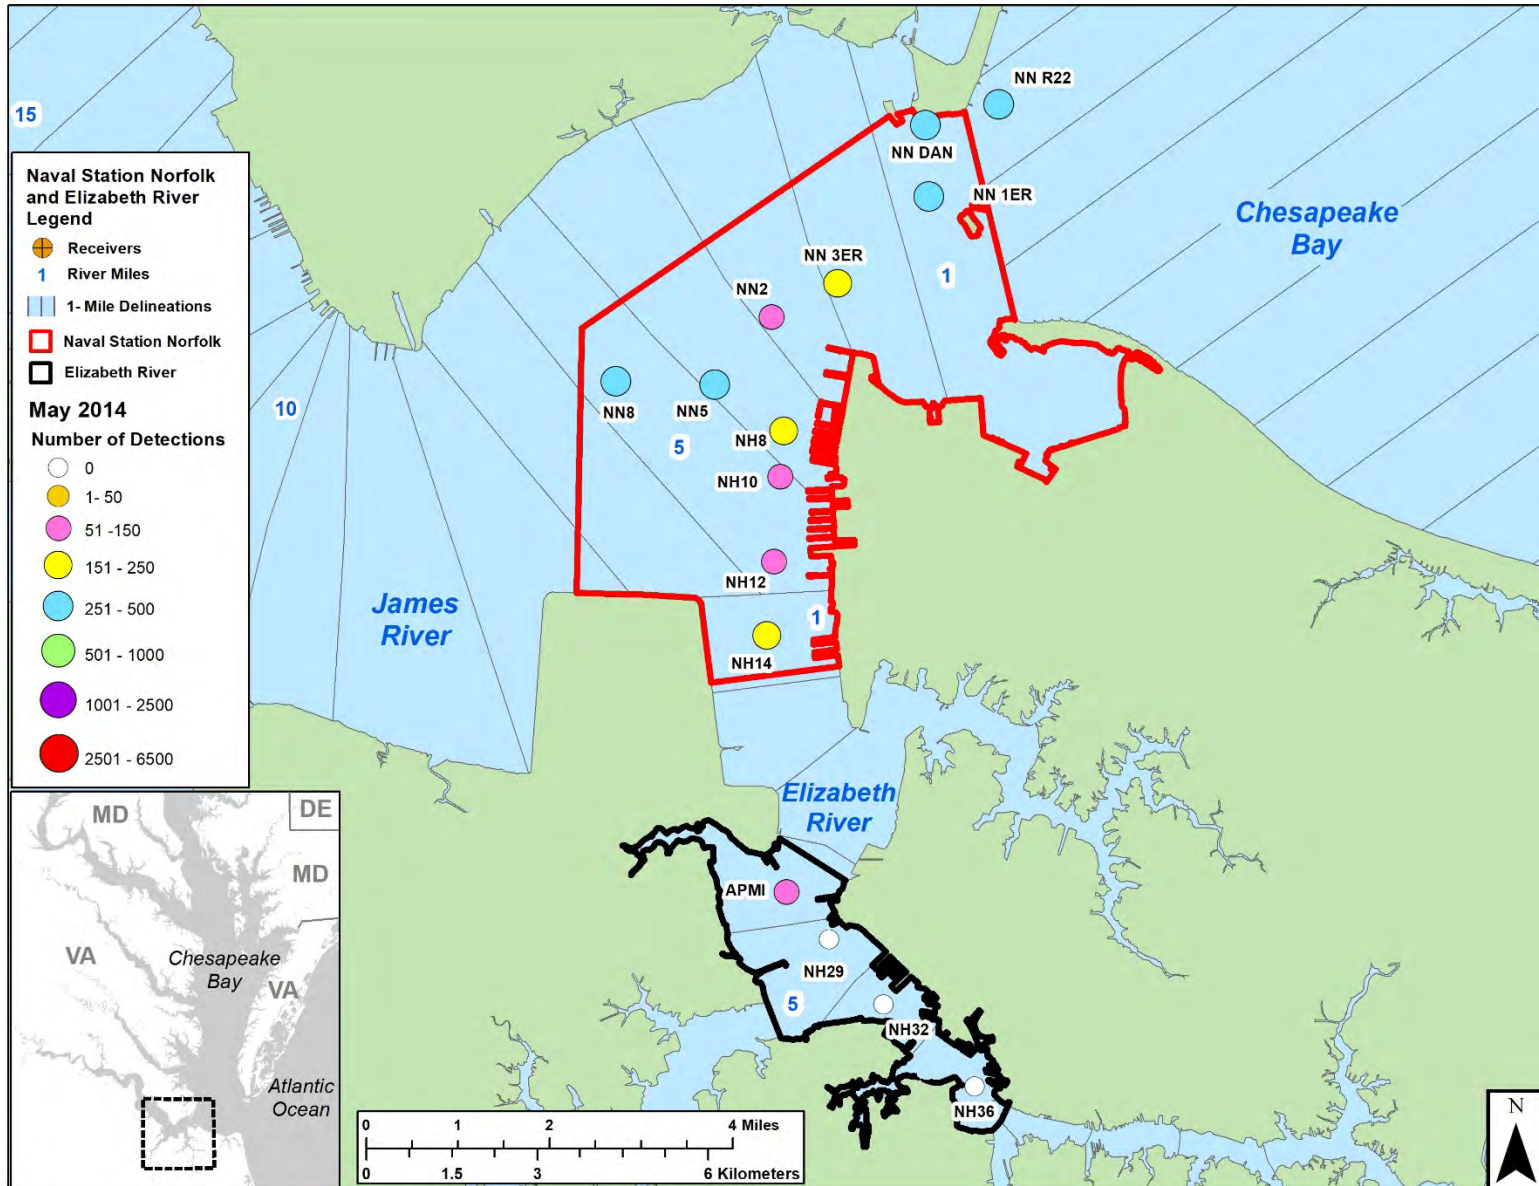 NN R22
15
NN DAN
Naval Station Norfolk
and Elizabeth River
Legend
Receivers
1 River Miles
1- Mile Delineations
Naval Station Norfolk
Elizabeth River
May 2014
Number of Detections
0
1- 50
51 -150
151 - 250
251 - 500
501 - 1000
1001 - 2500
2501 - 6500
NN 1ER
Chesapeake
Bay
NN 3ER
1
NN2
NN8
NN5
10
NH8
5
NH10
NH12
James
River
1
NH14
Elizabeth
River
APMI
NH29
5
NH32
NH36
MD
DE
MD
VA
Chesapeake
Bay
VA
Atlantic
Ocean
0 1 2 4 Miles
0 1.5 3 6 Kilometers
N